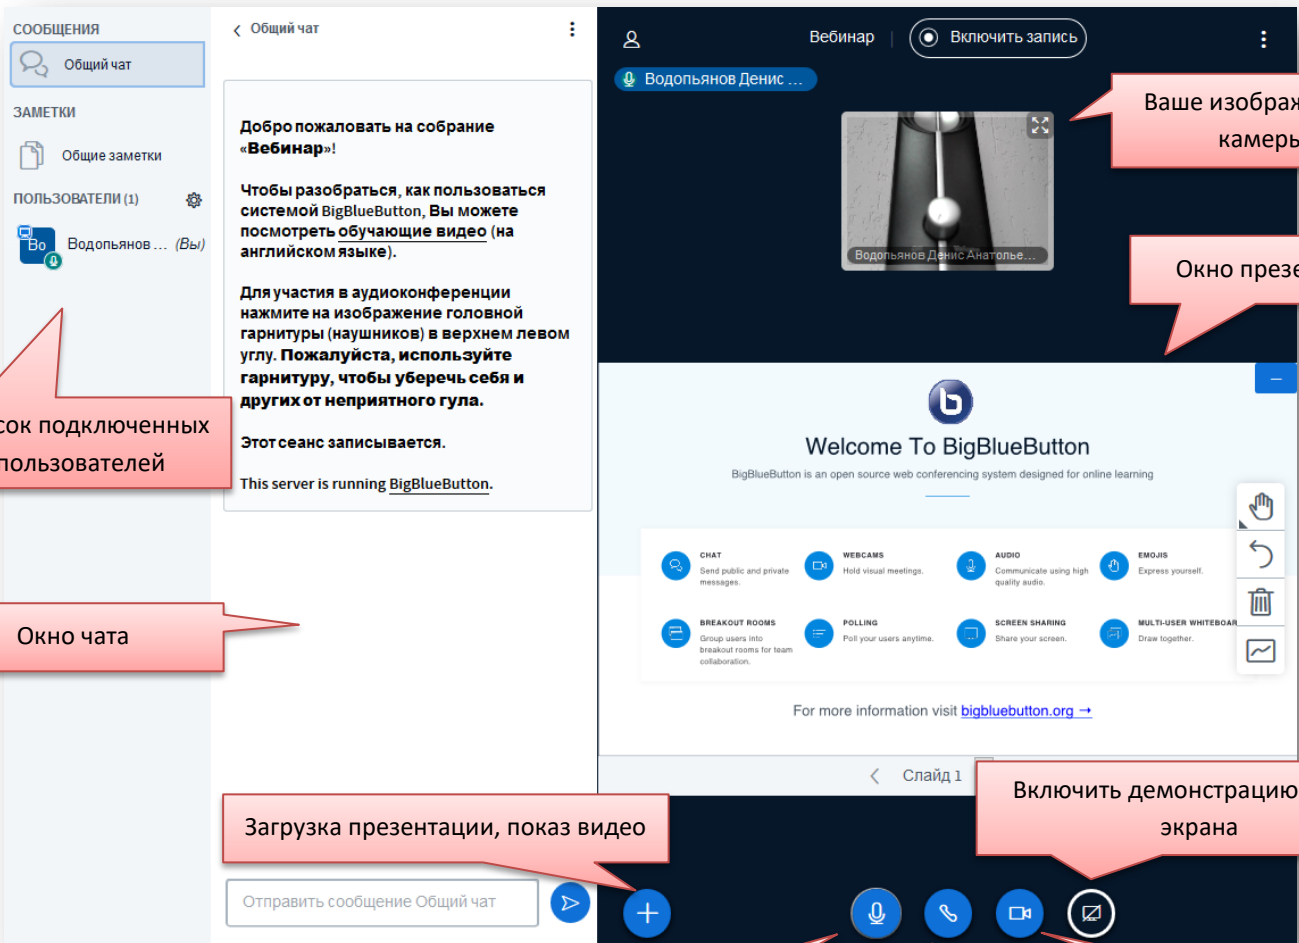 СООБЩЕНИЯ
Общий чат
ЗАМЕТКИ
Общие заметки
ПОЛЬЗОВАТЕЛИ (1)
Во
Водопьянов ... (Вы)
сок подключенных
пользователей
Окно чата
Общий чат
Добро пожаловать на собрание
«Вебинар»!
Чтобы разобраться, как пользоваться
системой BigBlueButton, Вы можете
посмотреть обучающие видео (на
английском языке).
Для участия в аудиоконференции
нажмите на изображение головной
гарнитуры (наушников) в верхнем левом
углу. Пожалуйста, используйте
гарнитуру, чтобы уберечь себя и
других от неприятного гула.
Этот сеанс записывается.
This server is running BigBlueButton.
Загрузка презентации, показ видео
Отправить сообщение Общий чат
Вебинар
Включить запись
Водопьянов Денис ...
Ваше изображ
камеры
Водопьянов Денис Анатолье...
Окно презе
Welcome To BigBlueButton
BigBlueButton is an open source web conferencing system designed for online learning
CHAT
Send public and private
messages.
WEBCAMS
Hold visual meetings.
AUDIO
Communicate using high
quality audio.
EMOJIS
Express yourself.
BREAKOUT ROOMS
Group users into
breakout rooms for team
collaboration.
POLLING
Poll your users anytime.
SCREEN SHARING
Share your screen.
MULTI-USER WHITEBOAR
Draw together.
For more information visit bigbluebutton.org →
Слайд 1
Включить демонстрацию
экрана